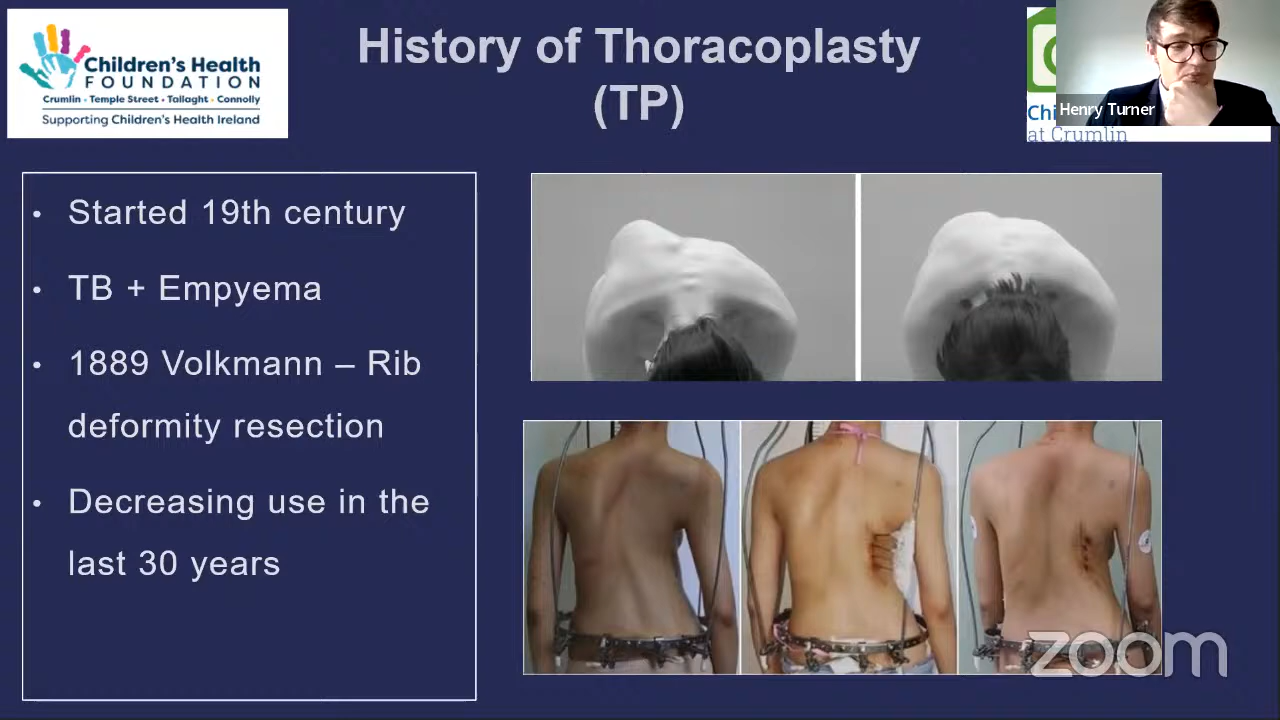 Children's Health
FOUNDATION
Crumlin • Temple Street • Tallaght • Connolly
Supporting Children's Health Ireland
History of Thoracoplasty
(TP)
Henry Turner
Chi
at Crumlin
• Started 19th century
• TB + Empyema
• 1889 Volkmann – Rib
deformity resection
• Decreasing use in the
last 30 years
zoom